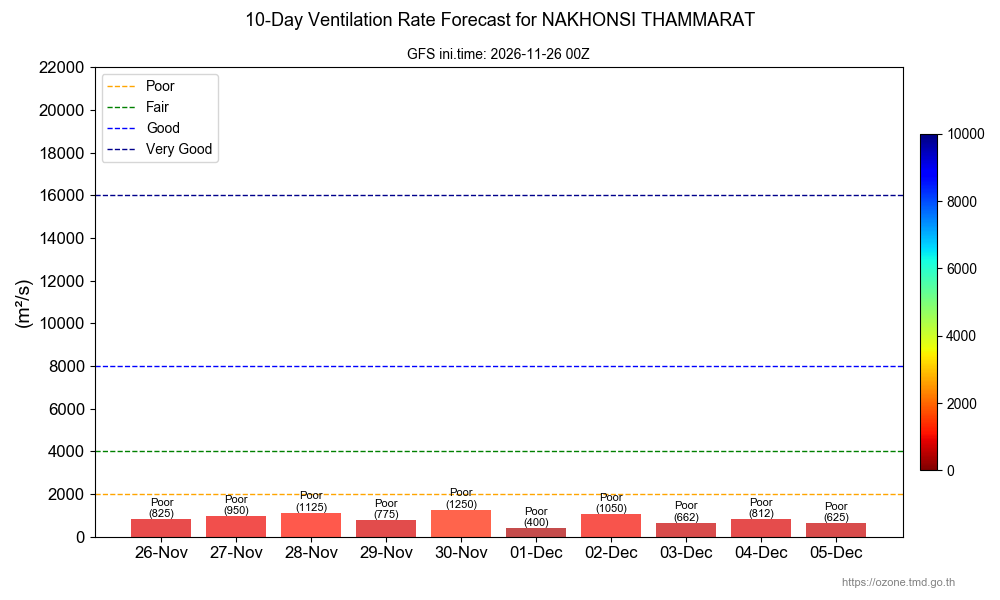 10-Day Ventilation Rate Forecast for NAKHONSI THAMMARAT
GFS ini.time: 2026-11-26 00Z
(m²/s)
22000
20000
18000
16000
14000
12000
10000
8000
6000
4000
2000
0
Poor
Fair
Good
Very Good
Poor
(825)
Poor
(950)
Poor
(1125)
Poor
(775)
Poor
(1250)
Poor
(400)
Poor
(1050)
Poor
(662)
Poor
(812)
Poor
(625)
26-Nov
27-Nov
28-Nov
29-Nov
30-Nov
01-Dec
02-Dec
03-Dec
04-Dec
05-Dec
10000
8000
6000
4000
2000
0
https://ozone.tmd.go.th